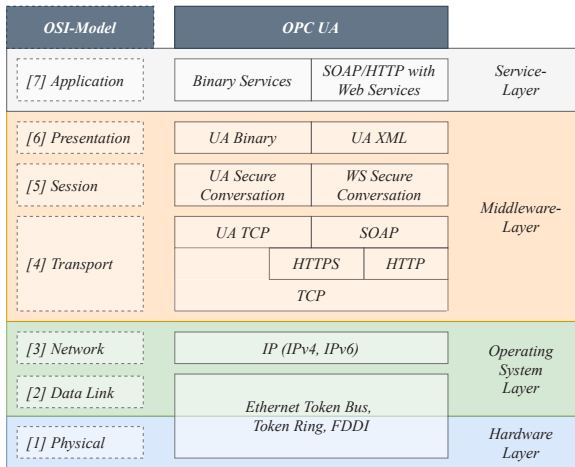 OSI-Model
OPC UA
[7] Application
Binary Services
SOAP/HTTP with
Web Services
Service-
Layer
[6] Presentation
UA Binary
UA XML
[5] Session
UA Secure
Conversation
WS Secure
Conversation
Middleware-
Layer
[4] Transport
UA TCP
SOAP
HTTPS
HTTP
TCP
[3] Network
IP (IPv4, IPv6)
Operating
System
Layer
[2] Data Link
Ethernet Token Bus,
Token Ring, FDDI
[1] Physical
Hardware
Layer